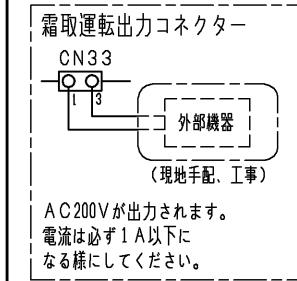 霜取運転出力コネクター
CN33
1 3
外部機器
(現地手配、工事)
AC200Vが出力されます。
電流は必ず1A以下に
なる様にしてください。